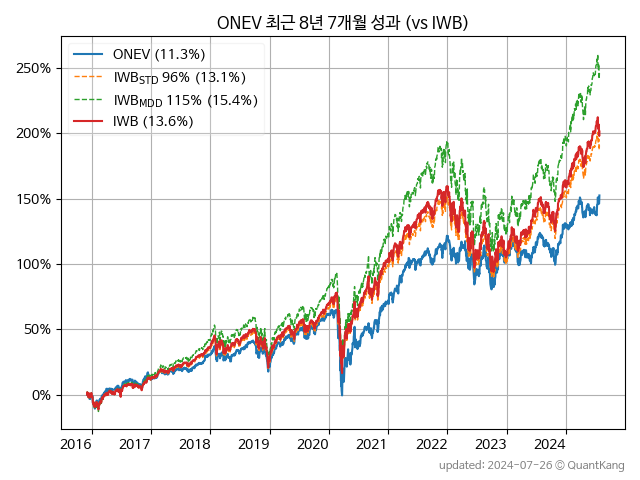 ONEV 최근 8년 7개월 성과 (vs IWB)
ONEV (11.3%)
IWB_STD 96% (13.1%)
IWB_MDD 115% (15.4%)
IWB (13.6%)
250%
200%
150%
100%
50%
0%
2016 2017 2018 2019 2020 2021 2022 2023 2024
updated: 2024-07-26 © QuantKang